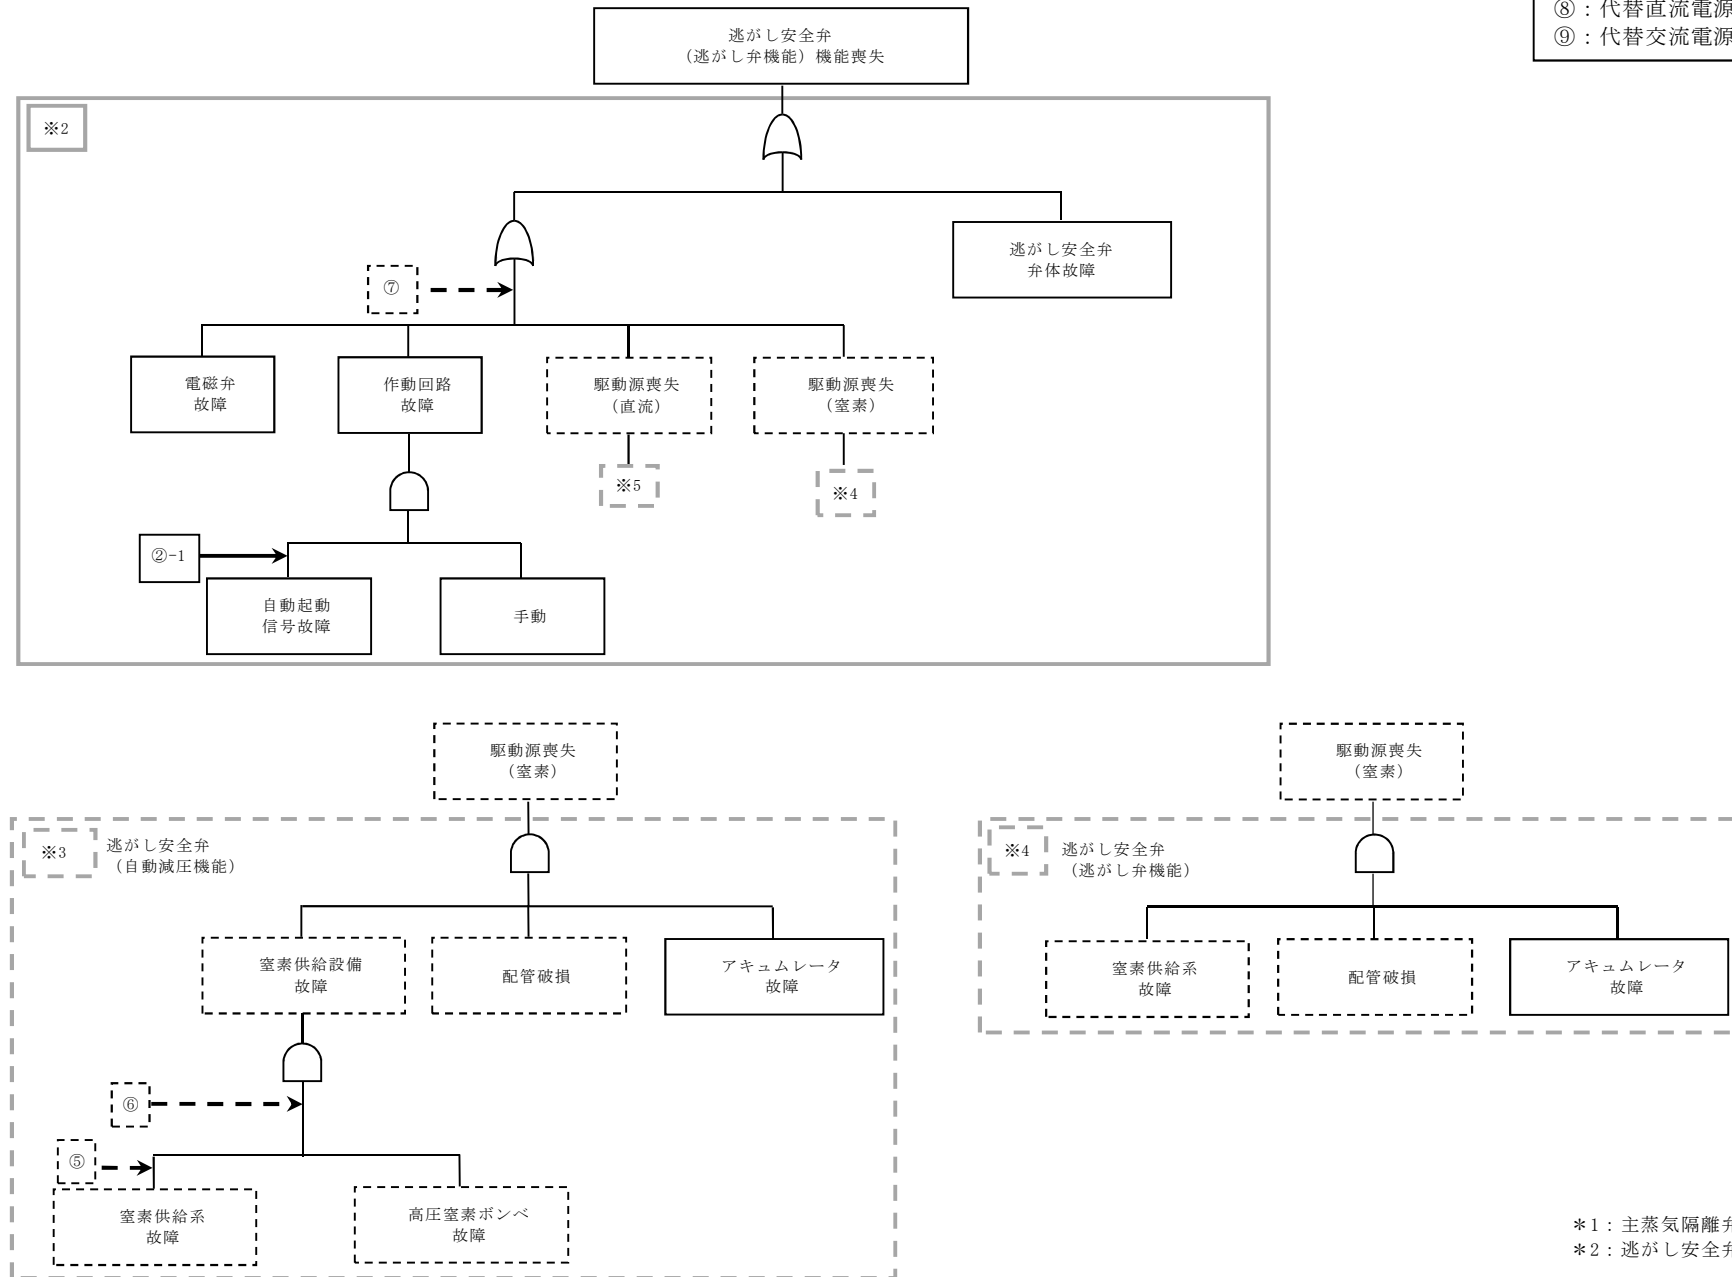 逃がし安全弁
（逃がし弁機能）機能喪失
⑧：代替直流電源
⑨：代替交流電源
※2
逃がし安全弁
弁体故障
⑦
電磁弁
故障
作動回路
故障
駆動源喪失
（直流）
駆動源喪失
（窒素）
※5
※4
②-1
自動起動
信号故障
手動
駆動源喪失
（窒素）
※3
逃がし安全弁
（自動減圧機能）
窒素供給設備
故障
配管破損
アキュムレータ
故障
⑥
⑤
窒素供給系
故障
高圧窒素ボンベ
故障
駆動源喪失
（窒素）
※4
逃がし安全弁
（逃がし弁機能）
窒素供給系
故障
配管破損
アキュムレータ
故障
＊1：主蒸気隔離弁
＊2：逃がし安全弁